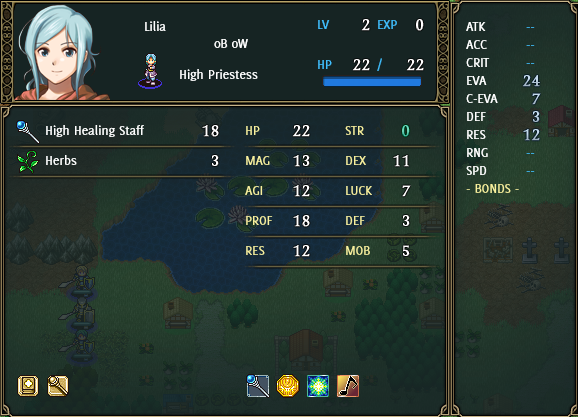 Lilia
oB oW
High Priestess
LV 2 EXP 0
HP 22 / 22
High Healing Staff 18
Herbs 3
HP 22 STR 0
MAG 13 DEX 11
AGI 12 LUCK 7
PROF 18 DEF 3
RES 12 MOB 5
ATK --
ACC --
CRIT --
EVA 24
C-EVA 7
DEF 3
RES 12
RNG --
SPD --
- BONDS -